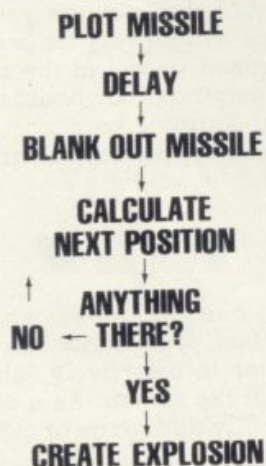 PLOT MISSILE
DELAY
BLANK OUT MISSILE
CALCULATE
NEXT POSITION
ANYTHING
NO ← THERE?
YES
CREATE EXPLOSION